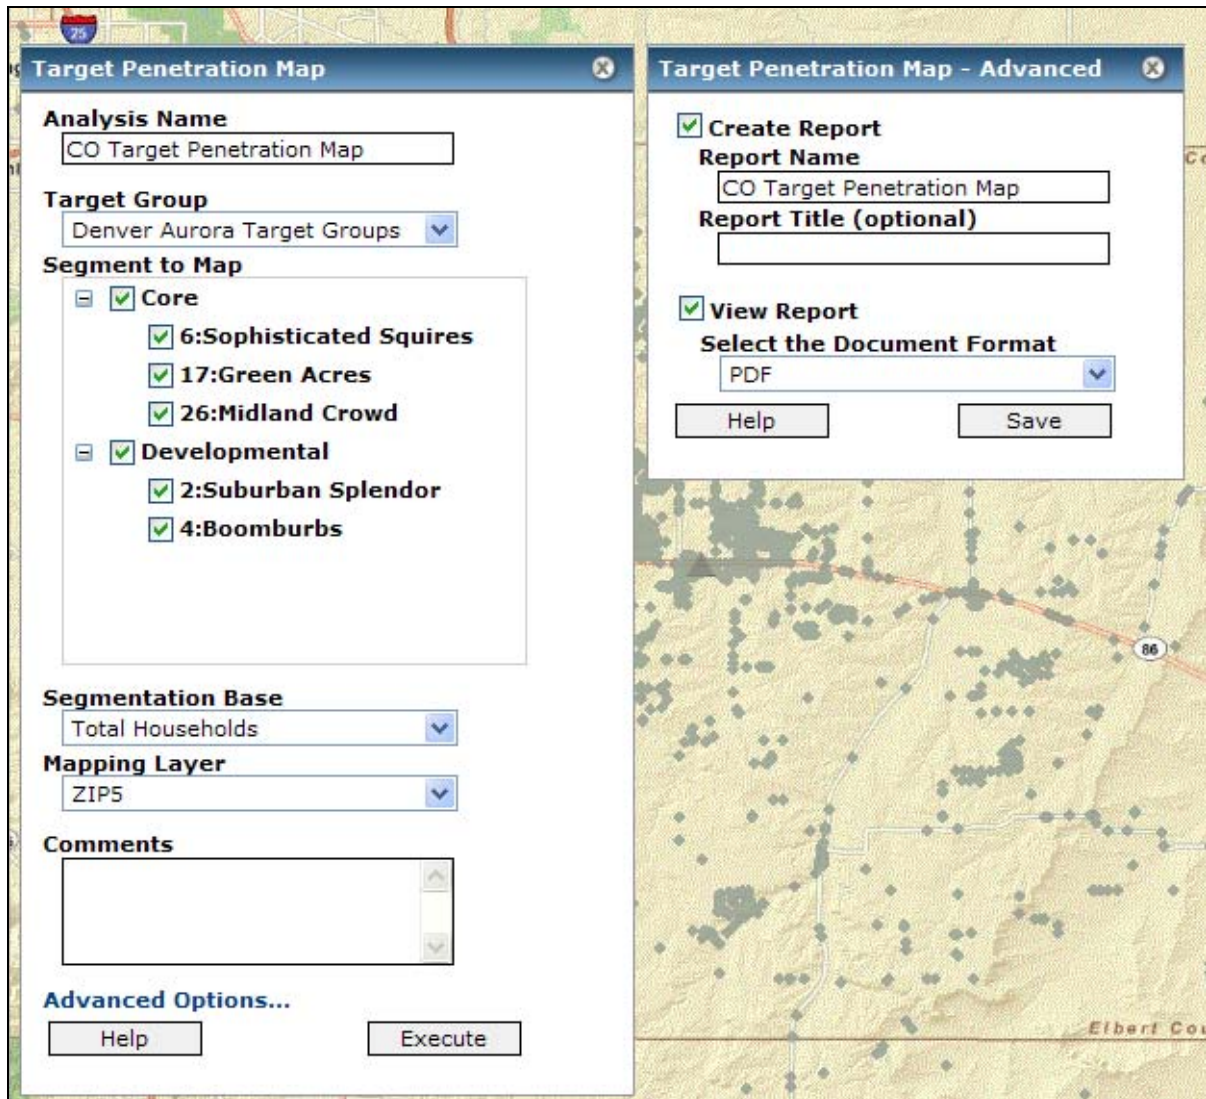 25
Target Penetration Map
Analysis Name
CO Target Penetration Map
Target Group
Denver Aurora Target Groups
Segment to Map
Core
6:Sophisticated Squires
17:Green Acres
26:Midland Crowd
Developmental
2:Suburban Splendor
4:Boomburbs
Segmentation Base
Total Households
Mapping Layer
ZIP5
Comments
Advanced Options...
Help
Execute
Target Penetration Map - Advanced
Create Report
Report Name
CO Target Penetration Map
Report Title (optional)
View Report
Select the Document Format
PDF
Help
Save
86
Elbert Cou